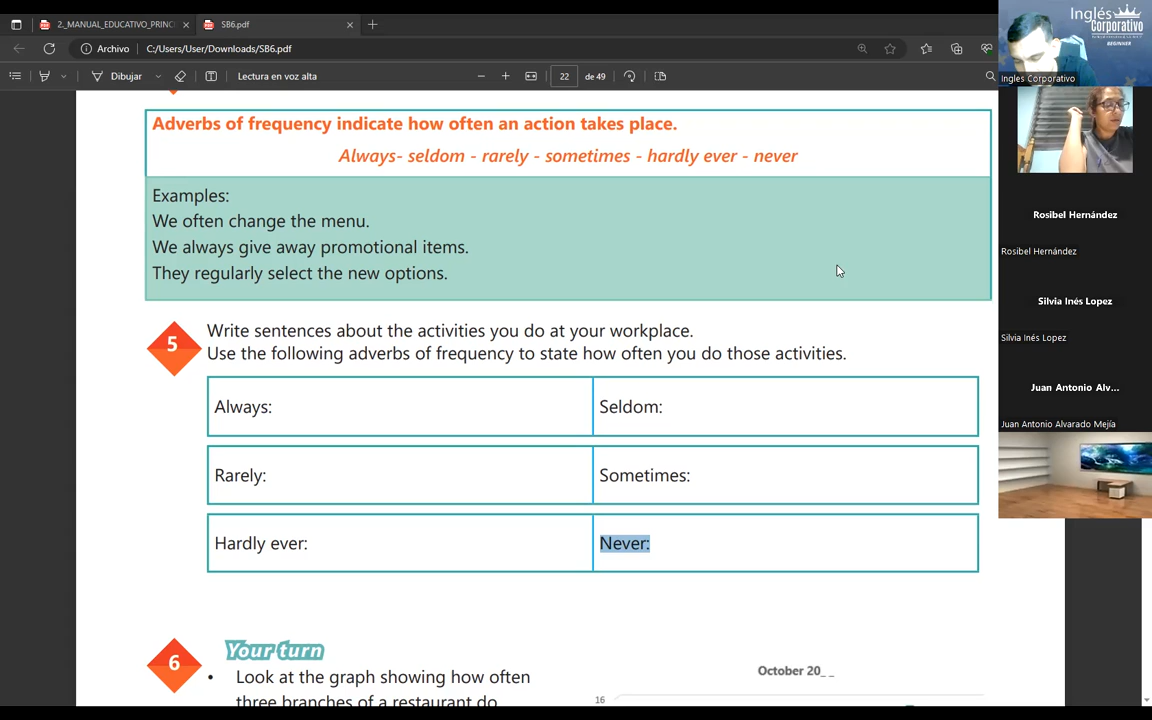 2._MANUAL_EDUCATIVO_PRINC
SB6.pdf
Archivo
C:/Users/User/Downloads/SB6.pdf
Dibujar
Lectura en voz alta
22
de 49
Adverbs of frequency indicate how often an action takes place.
Always- seldom - rarely - sometimes - hardly ever - never
Examples:
We often change the menu.
We always give away promotional items.
They regularly select the new options.
5
Write sentences about the activities you do at your workplace.
Use the following adverbs of frequency to state how often you do those activities.
Always:
Seldom:
Rarely:
Sometimes:
Hardly ever:
Never:
6
Your turn
• Look at the graph showing how often
three branches of a restaurant do
October 20_ _
16
Inglés
Corporativo
BEGINNER
Ingles Corporativo
Rosibel Hernández
Rosibel Hernández
Silvia Inés Lopez
Silvia Inés Lopez
Juan Antonio Alv...
Juan Antonio Alvarado Mejía